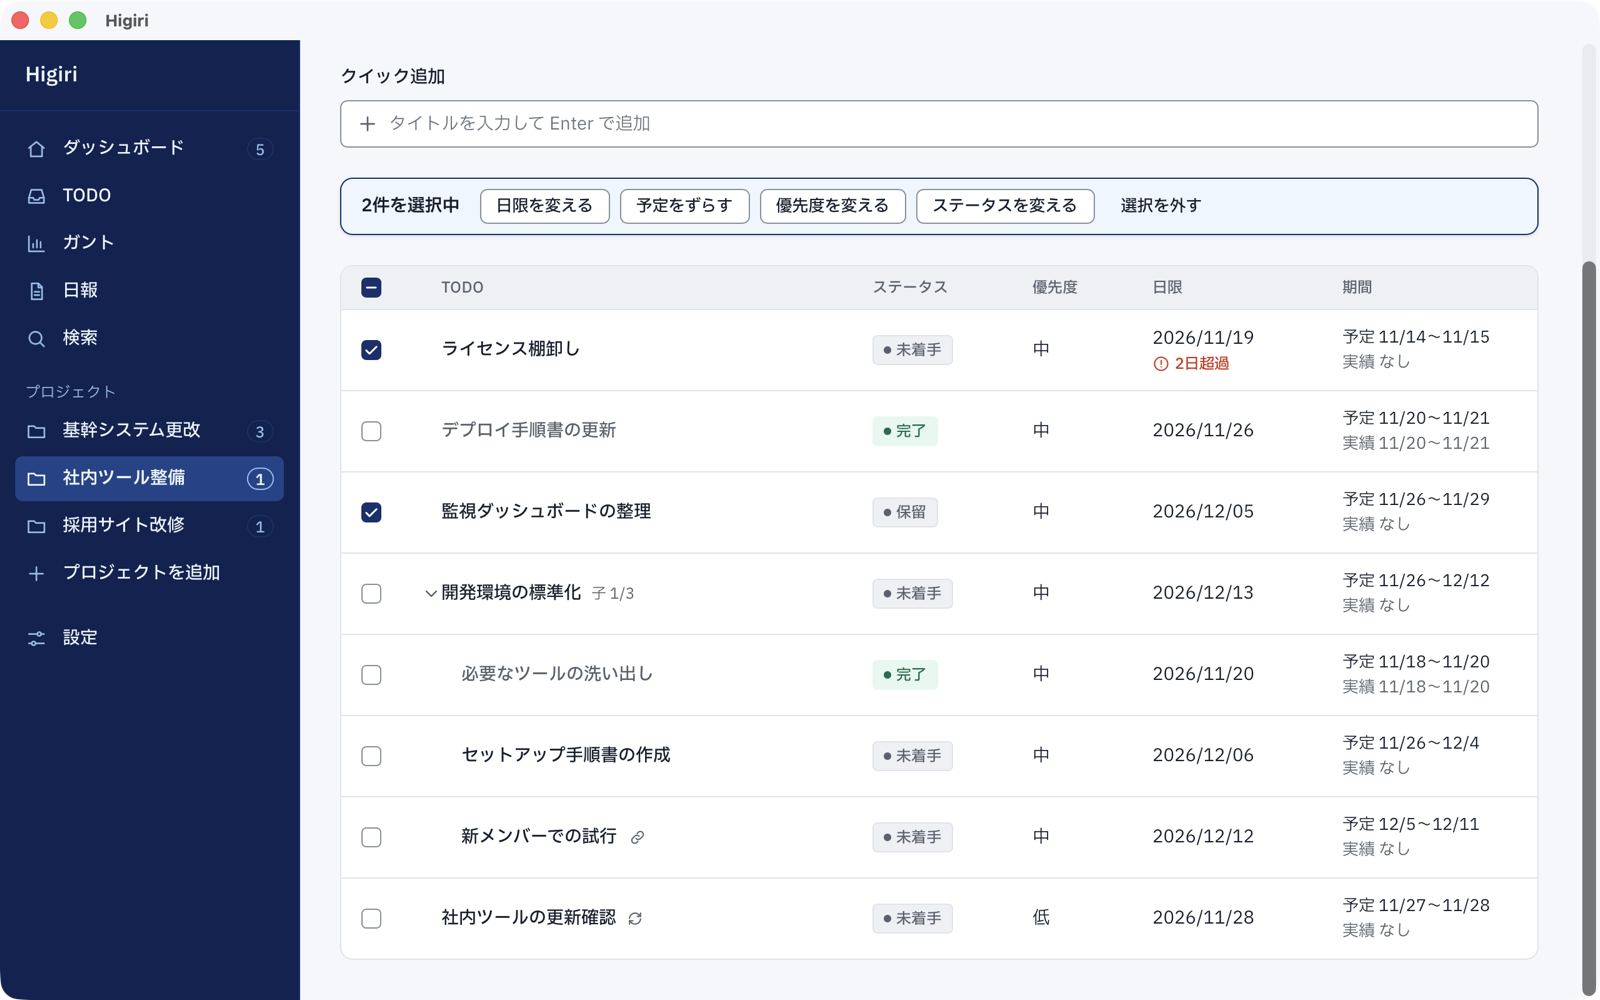 Higiri
Higiri
ダッシュボード 5
TODO
ガント
日報
検索
プロジェクト
基幹システム更改 3
社内ツール整備 1
採用サイト改修 1
プロジェクトを追加
設定
クイック追加
タイトルを入力して Enter で追加
2件を選択中 日限を変える 予定をずらす 優先度を変える ステータスを変える 選択を外す
TODO ステータス 優先度 日限 期間
ライセンス棚卸し 未着手 中 2026/11/19 予定 11/14〜11/15
2日超過 実績 なし
デプロイ手順書の更新 完了 中 2026/11/26 予定 11/20〜11/21
実績 11/20〜11/21
監視ダッシュボードの整理 保留 中 2026/12/05 予定 11/26〜11/29
実績 なし
開発環境の標準化 子 1/3 未着手 中 2026/12/13 予定 11/26〜12/12
実績 なし
必要なツールの洗い出し 完了 中 2026/11/20 予定 11/18〜11/20
実績 11/18〜11/20
セットアップ手順書の作成 未着手 中 2026/12/06 予定 11/26〜12/4
実績 なし
新メンバーでの試行 未着手 中 2026/12/12 予定 12/5〜12/11
実績 なし
社内ツールの更新確認 未着手 低 2026/11/28 予定 11/27〜11/28
実績 なし